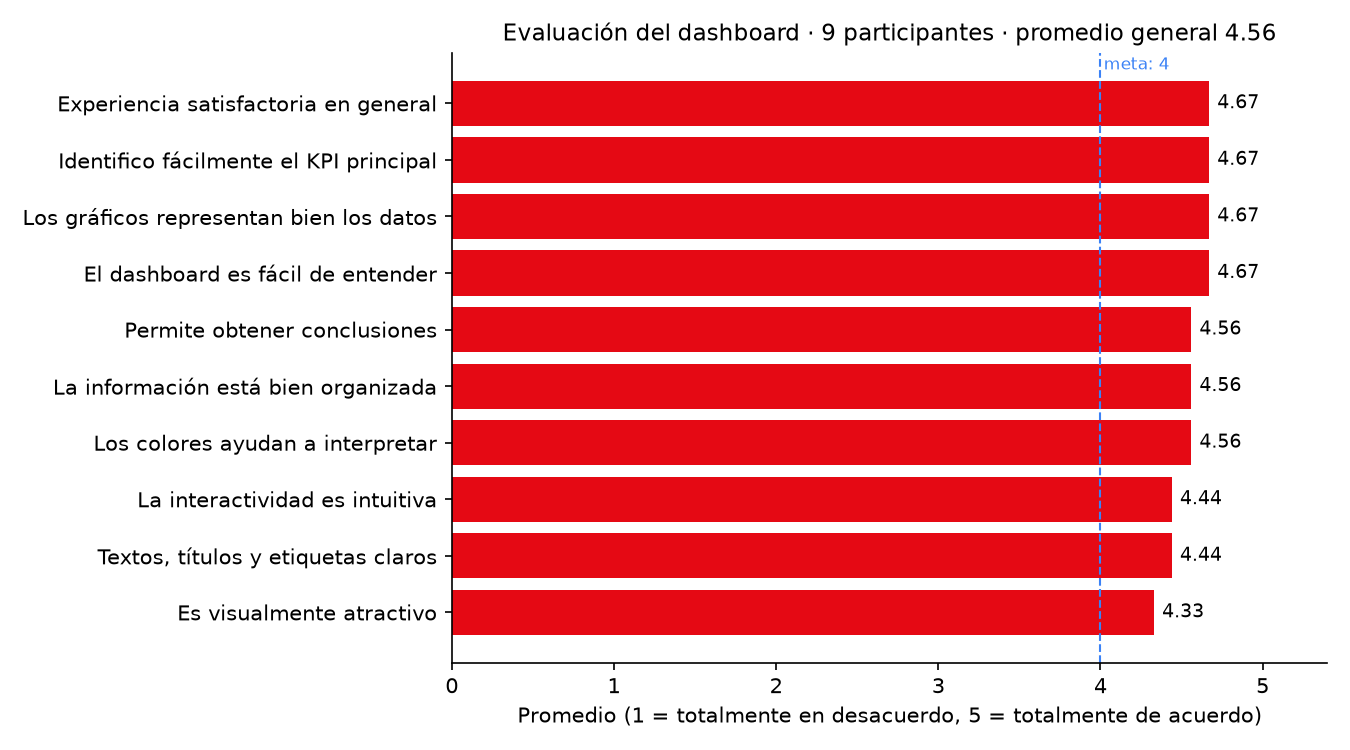 Evaluación del dashboard · 9 participantes · promedio general 4.56
meta: 4
Experiencia satisfactoria en general 4.67
Identifico fácilmente el KPI principal 4.67
Los gráficos representan bien los datos 4.67
El dashboard es fácil de entender 4.67
Permite obtener conclusiones 4.56
La información está bien organizada 4.56
Los colores ayudan a interpretar 4.56
La interactividad es intuitiva 4.44
Textos, títulos y etiquetas claros 4.44
Es visualmente atractivo 4.33
0 1 2 3 4 5
Promedio (1 = totalmente en desacuerdo, 5 = totalmente de acuerdo)